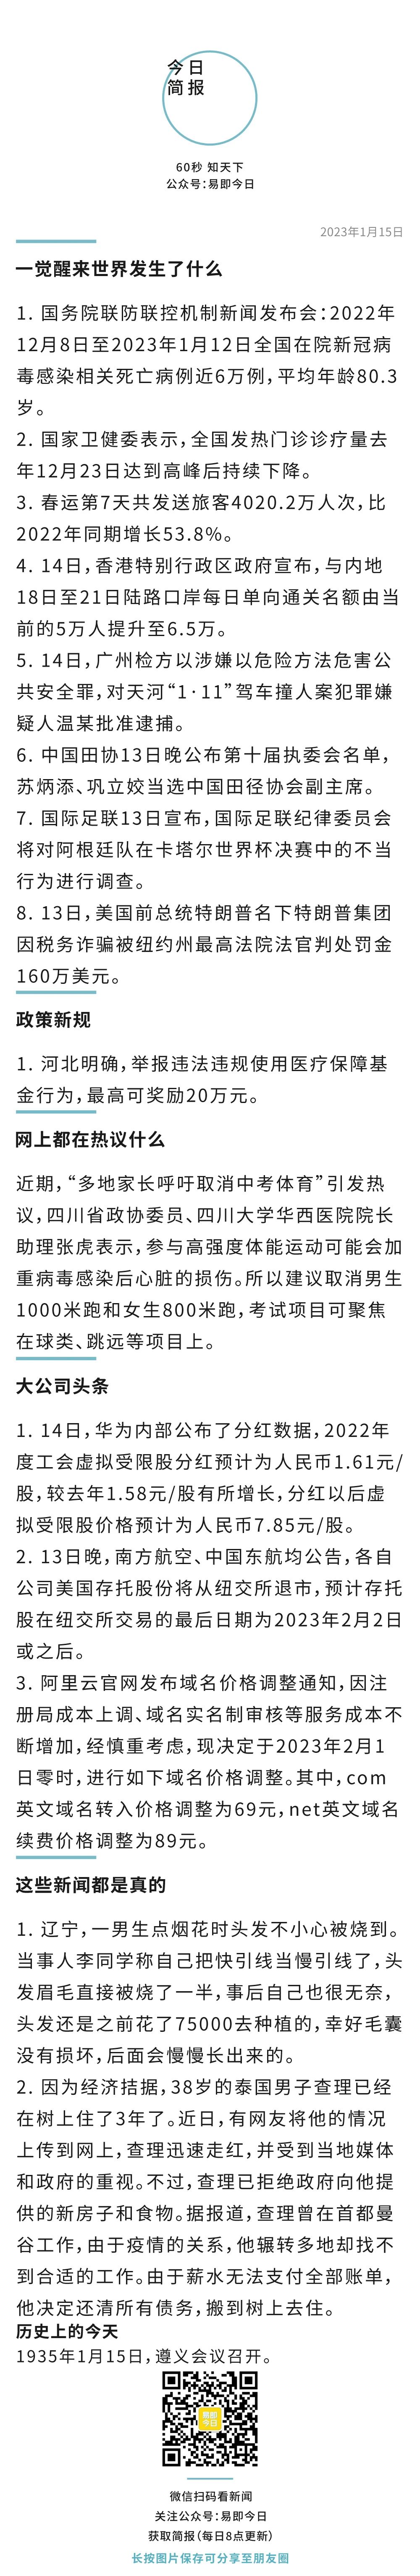 今日
简报
60秒 知天下
公众号：易即今日
2023年1月15日
一觉醒来世界发生了什么
1. 国务院联防联控机制新闻发布会：2022年
12月8日至2023年1月12日全国在院新冠病
毒感染相关死亡病例近6万例，平均年龄80.3
岁。
2. 国家卫健委表示，全国发热门诊诊疗量去
年12月23日达到高峰后持续下降。
3. 春运第7天共发送旅客4020.2万人次，比
2022年同期增长53.8%。
4. 14日，香港特别行政区政府宣布，与内地
18日至21日陆路口岸每日单向通关名额由当
前的5万人提升至6.5万。
5. 14日，广州检方以涉嫌以危险方法危害公
共安全罪，对天河“1·11”驾车撞人案犯罪嫌
疑人温某批准逮捕。
6. 中国田协13日晚公布第十届执委会名单，
苏炳添、巩立姣当选中国田径协会副主席。
7. 国际足联13日宣布，国际足联纪律委员会
将对阿根廷队在卡塔尔世界杯决赛中的不当
行为进行调查。
8. 13日，美国前总统特朗普名下特朗普集团
因税务诈骗被纽约州最高法院法官判处罚金
160万美元。
政策新规
1. 河北明确，举报违法违规使用医疗保障基
金行为，最高可奖励20万元。
网上都在热议什么
近期，“多地家长呼吁取消中考体育”引发热
议，四川省政协委员、四川大学华西医院院长
助理张虎表示，参与高强度体能运动可能会加
重病毒感染后心脏的损伤。所以建议取消男生
1000米跑和女生800米跑，考试项目可聚焦
在球类、跳远等项目上。
大公司头条
1. 14日，华为内部公布了分红数据，2022年
度工会虚拟受限股分红预计为人民币1.61元/
股，较去年1.58元/股有所增长，分红以后虚
拟受限股价格预计为人民币7.85元/股。
2. 13日晚，南方航空、中国东航均公告，各自
公司美国存托股份将从纽交所退市，预计存托
股在纽交所交易的最后日期为2023年2月2日
或之后。
3. 阿里云官网发布域名价格调整通知，因注
册局成本上调、域名实名制审核等服务成本不
断增加，经慎重考虑，现决定于2023年2月1
日零时，进行如下域名价格调整。其中，com
英文域名转入价格调整为69元，net英文域名
续费价格调整为89元。
这些新闻都是真的
1. 辽宁，一男生点烟花时头发不小心被烧到。
当事人李同学称自己把快引线当慢引线了，头
发眉毛直接被烧了一半，事后自己也很无奈，
头发还是之前花了75000去种植的，幸好毛囊
没有损坏，后面会慢慢长出来的。
2. 因为经济拮据，38岁的泰国男子查理已经
在树上住了3年了。近日，有网友将他的情况
上传到网上，查理迅速走红，并受到当地媒体
和政府的重视。不过，查理已拒绝政府向他提
供的新房子和食物。据报道，查理曾在首都曼
谷工作，由于疫情的关系，他辗转多地却找不
到合适的工作。由于薪水无法支付全部账单，
他决定还清所有债务，搬到树上去住。
历史上的今天
1935年1月15日，遵义会议召开。
易即
今日
微信扫码看新闻
关注公众号：易即今日
获取简报（每日8点更新）
长按图片保存可分享至朋友圈